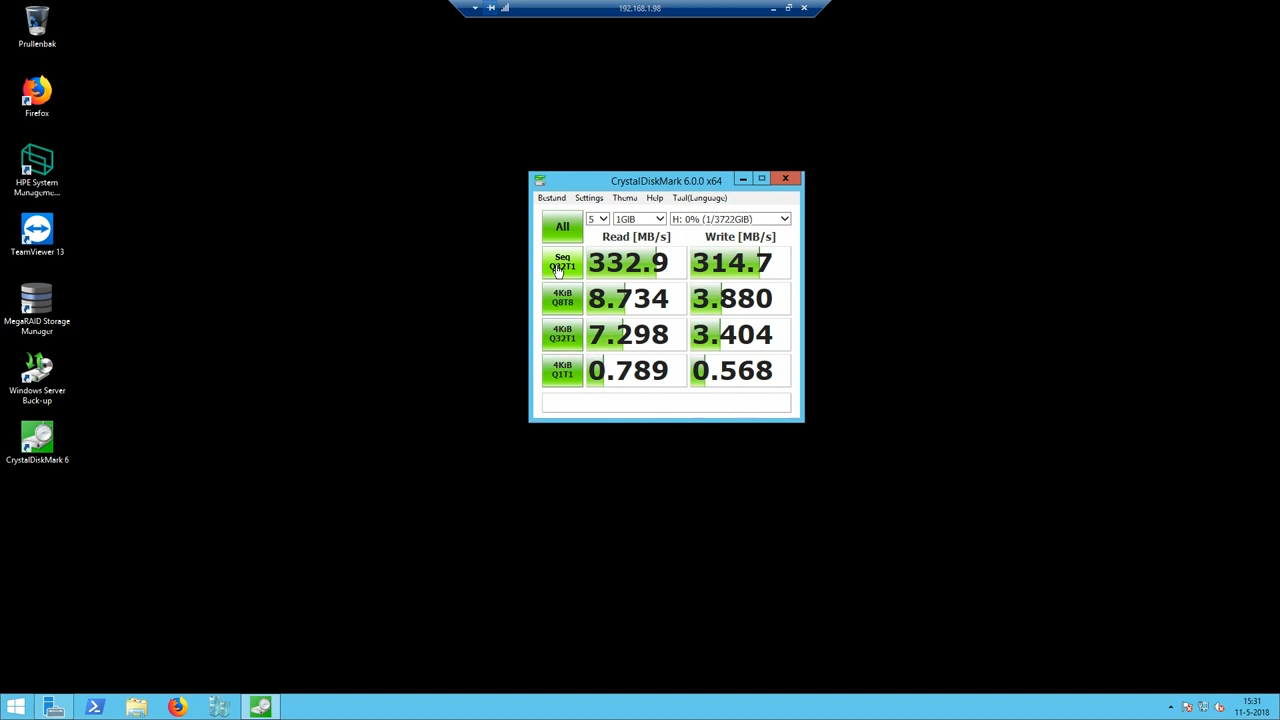 192.168.1.98
Prullenbak
Firefox
HPE System
Manageme...
TeamViewer 13
MegaRAID Storage
Manager
Windows Server
Back-up
CrystalDiskMark 6
CrystalDiskMark 6.0.0 x64
Bestand Settings Thema Help Taal(Language)
All 5 1GiB H: 0% (1/3722GiB)
Read [MB/s] Write [MB/s]
Seq
Q32T1
332.9 314.7
4KiB
Q8T8
8.734 3.880
4KiB
Q32T1
7.298 3.404
4KiB
Q1T1
0.789 0.568
15:31
11-5-2018